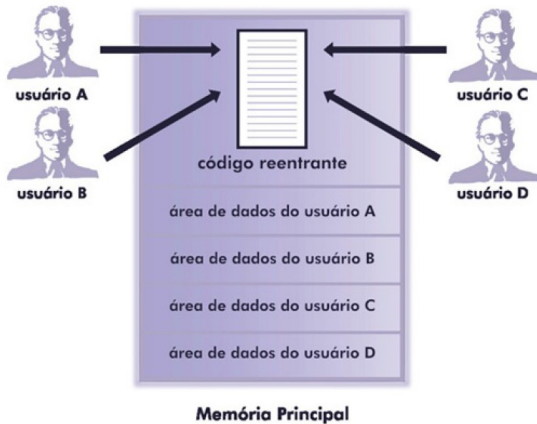 usuário A
usuário C
usuário B
usuário D
código reentrante
área de dados do usuário A
área de dados do usuário B
área de dados do usuário C
área de dados do usuário D
Memória Principal